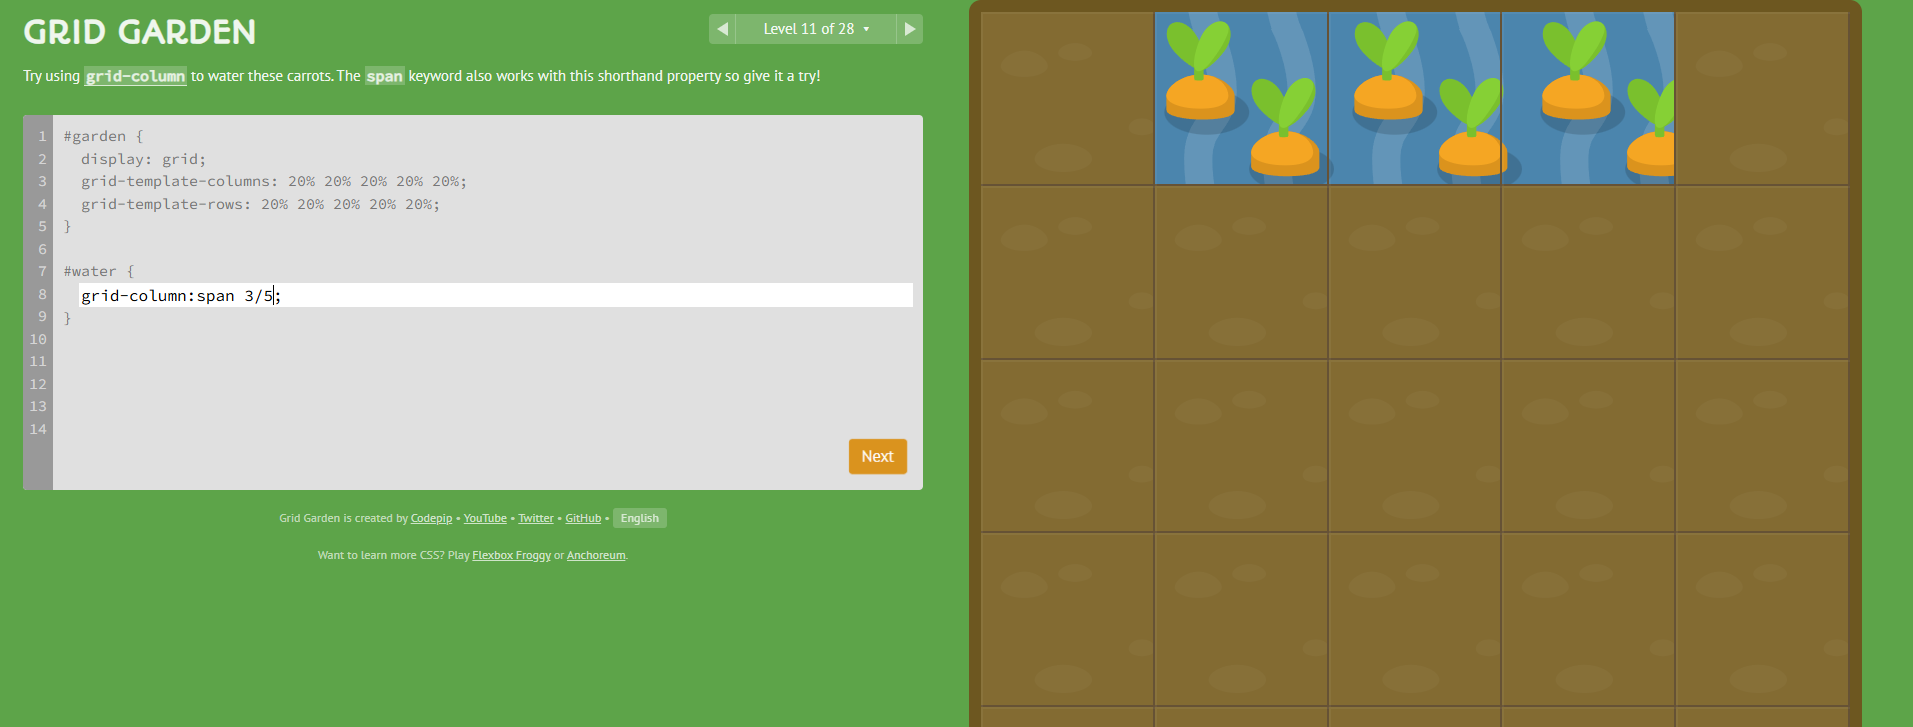 GRID GARDEN
Level 11 of 28
Try using grid-column to water these carrots. The span keyword also works with this shorthand property so give it a try!
1 #garden {
2 display: grid;
3 grid-template-columns: 20% 20% 20% 20% 20%;
4 grid-template-rows: 20% 20% 20% 20% 20%;
5 }
6
7 #water {
8 grid-column:span 3/5;
9 }
10
11
12
13
14
Next
Grid Garden is created by Codepip • YouTube • Twitter • GitHub • English
Want to learn more CSS? Play Flexbox Froggy or Anchoreum.